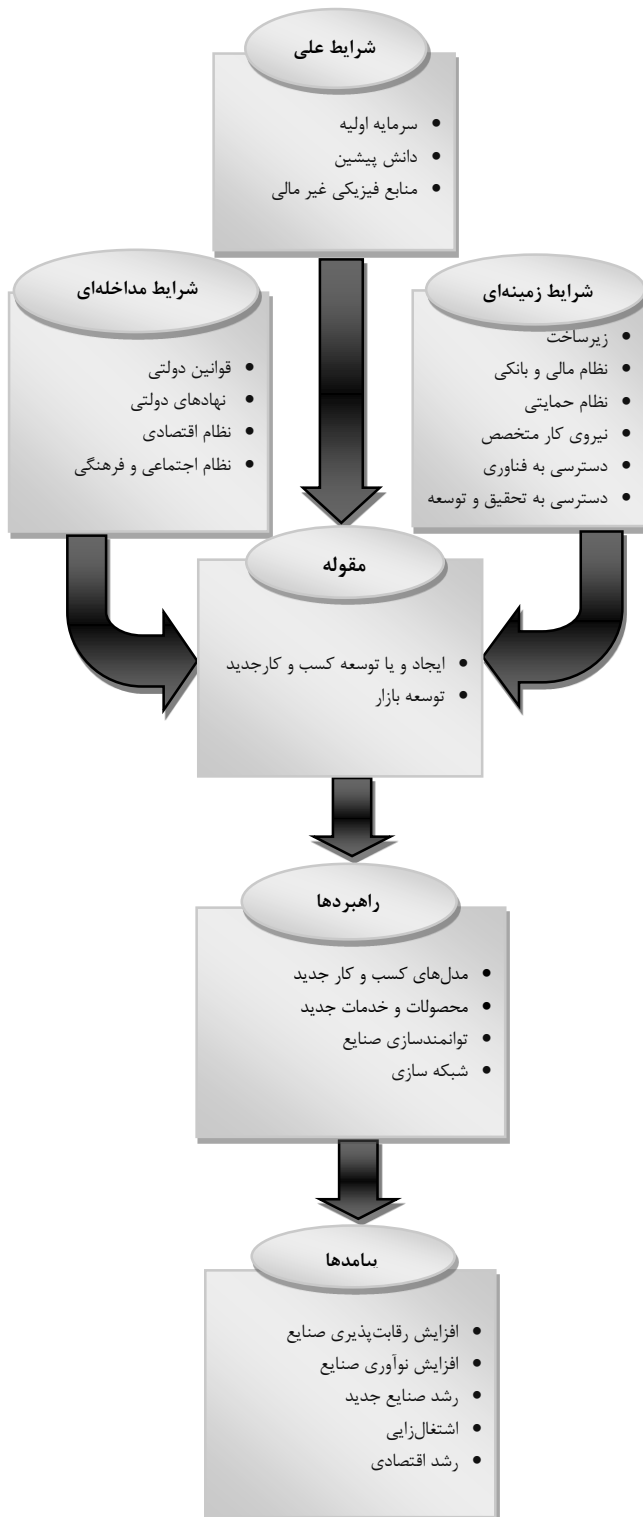 شرایط علی
• سرمایه اولیه
• دانش پیشین
• منابع فیزیکی غیر مالی
شرایط زمینه‌ای
• زیرساخت
• نظام مالی و بانکی
• نظام حمایتی
• نیروی کار متخصص
• دسترسی به فناوری
• دسترسی به تحقیق و توسعه
شرایط مداخله‌ای
• قوانین دولتی
• نهادهای دولتی
• نظام اقتصادی
• نظام اجتماعی و فرهنگی
مقوله
• ایجاد و یا توسعه کسب و کارجدید
• توسعه بازار
راهبردها
• مدل‌های کسب و کار جدید
• محصولات و خدمات جدید
• توانمندسازی صنایع
• شبکه سازی
پیامدها
• افزایش رقابت‌پذیری صنایع
• افزایش نوآوری صنایع
• رشد صنایع جدید
• اشتغال‌زایی
• رشد اقتصادی